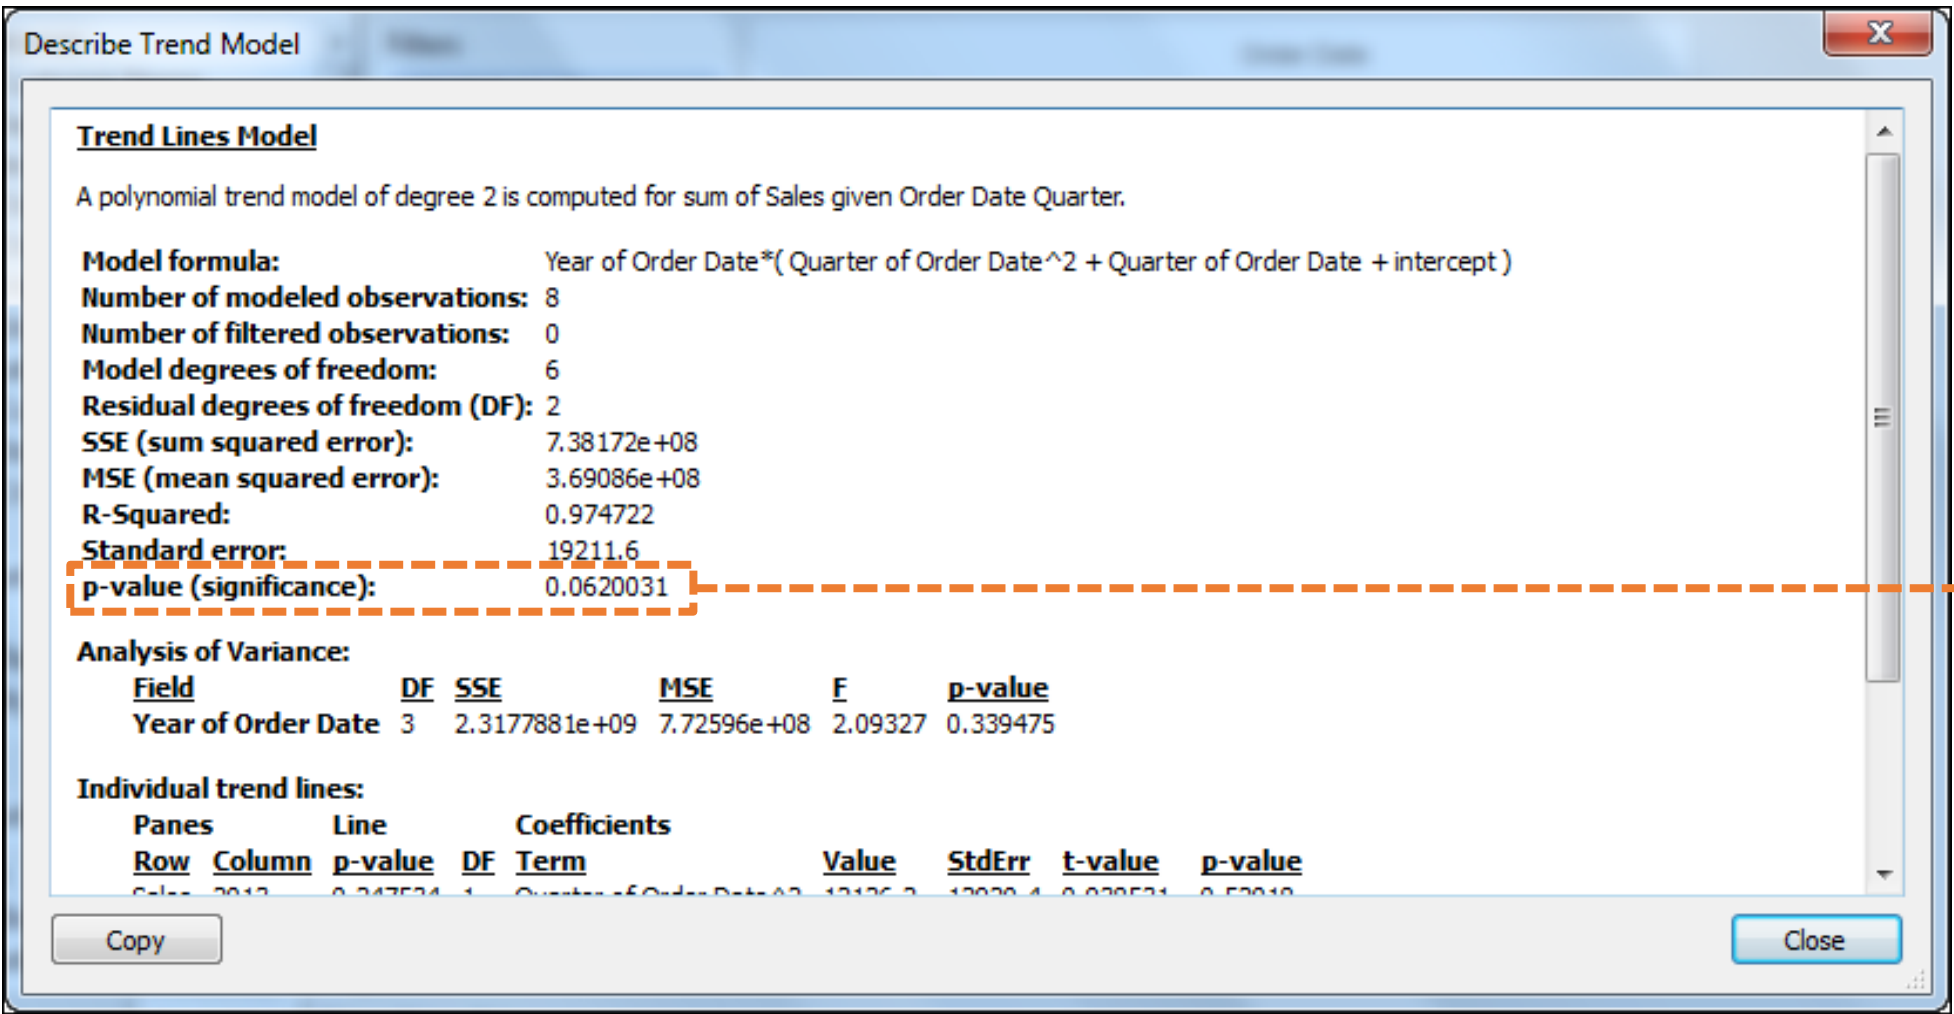 Describe Trend Model
x
Trend Lines Model
A polynomial trend model of degree 2 is computed for sum of Sales given Order Date Quarter.
Model formula: Year of Order Date*( Quarter of Order Date^2 + Quarter of Order Date + intercept )
Number of modeled observations: 8
Number of filtered observations: 0
Model degrees of freedom: 6
Residual degrees of freedom (DF): 2
SSE (sum squared error): 7.38172e+08
MSE (mean squared error): 3.69086e+08
R-Squared: 0.974722
Standard error: 19211.6
p-value (significance): 0.0620031
Analysis of Variance:
Field DF SSE MSE F p-value
Year of Order Date 3 2.3177881e+09 7.72596e+08 2.09327 0.339475
Individual trend lines:
Panes Line Coefficients
Row Column p-value DF Term Value StdErr t-value p-value
Copy
Close